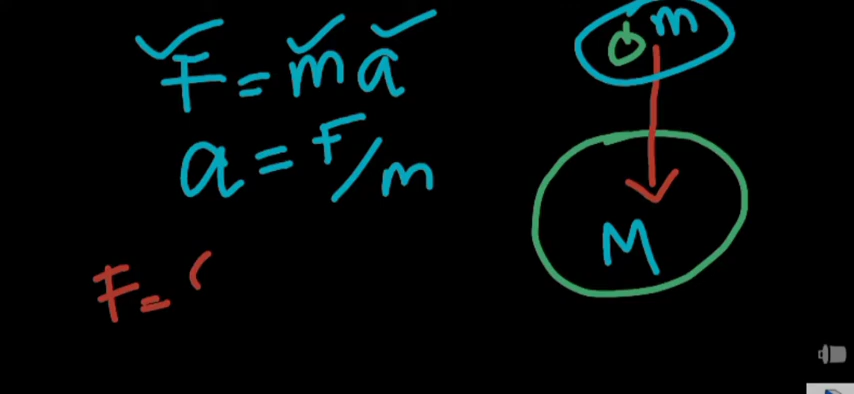 F = ma
a = F/m
F = (
m
M